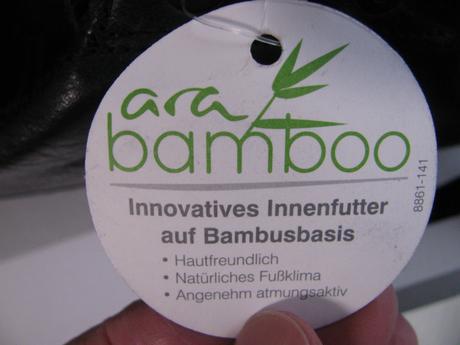 ara
bamboo
Innovatives Innenfutter
auf Bambusbasis
• Hautfreundlich
• Natürliches Fußklima
• Angenehm atmungsaktiv
8861-141